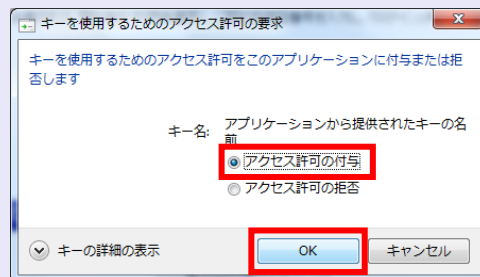 キーを使用するためのアクセス許可の要求
キーを使用するためのアクセス許可をこのアプリケーションに付与または拒
否します
キー名: アプリケーションから提供されたキーの名
前
アクセス許可の付与
アクセス許可の拒否
キーの詳細の表示 OK キャンセル